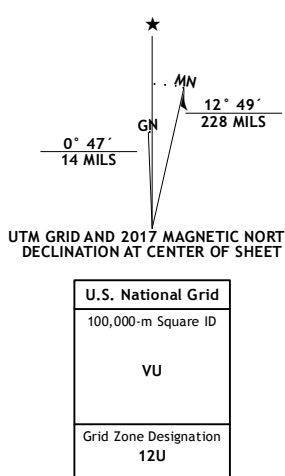 ★
MN
12° 49´
228 MILS
GN
0° 47´
14 MILS
UTM GRID AND 2017 MAGNETIC NORT
DECLINATION AT CENTER OF SHEET
U.S. National Grid
100,000-m Square ID
VU
Grid Zone Designation
12U